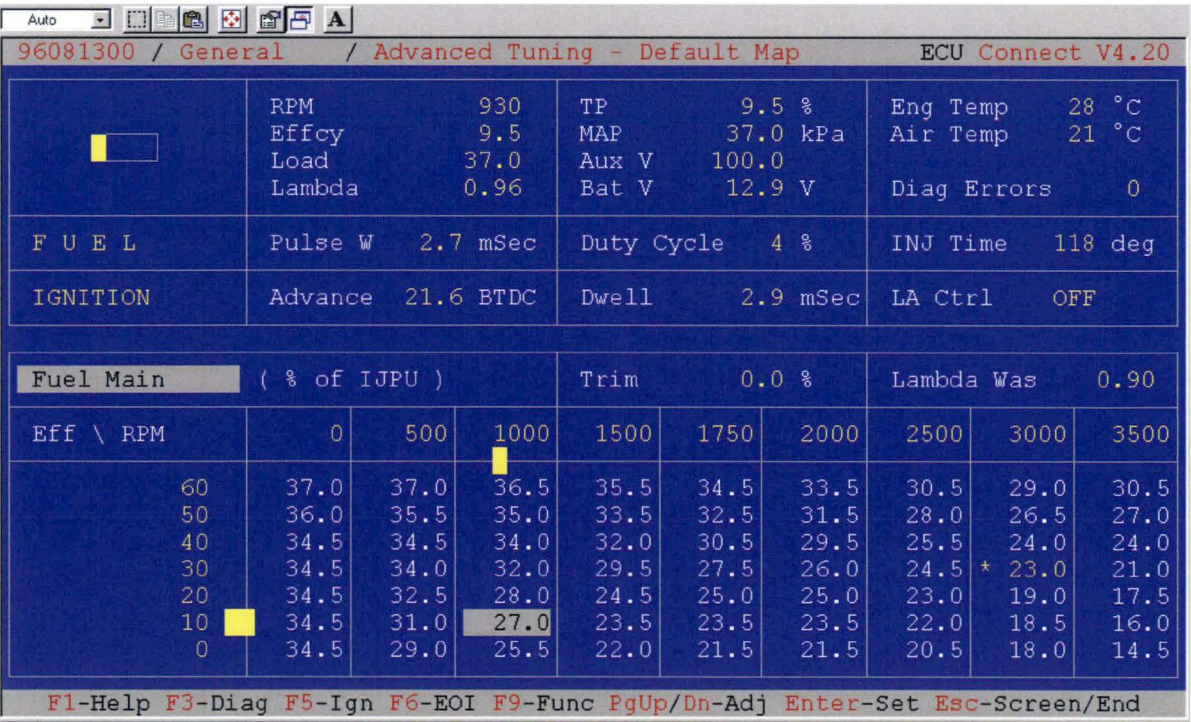 Auto A
96081300 / General / Advanced Tuning - Default Map ECU Connect V4.20
RPM 930 TP 9.5 % Eng Temp 28 °C
Effcy 9.5 MAP 37.0 kPa Air Temp 21 °C
Load 37.0 Aux V 100.0
Lambda 0.96 Bat V 12.9 V Diag Errors 0
F U E L Pulse W 2.7 mSec Duty Cycle 4 % INJ Time 118 deg
IGNITION Advance 21.6 BTDC Dwell 2.9 mSec LA Ctrl OFF
Fuel Main ( % of IJPU ) Trim 0.0 % Lambda Was 0.90
Eff \ RPM 0 500 1000 1500 1750 2000 2500 3000 3500
60 37.0 37.0 36.5 35.5 34.5 33.5 30.5 29.0 30.5
50 36.0 35.5 35.0 33.5 32.5 31.5 28.0 26.5 27.0
40 34.5 34.5 34.0 32.0 30.5 29.5 25.5 24.0 24.0
30 34.5 34.0 32.0 29.5 27.5 26.0 24.5 * 23.0 21.0
20 34.5 32.5 28.0 24.5 25.0 25.0 23.0 19.0 17.5
10 34.5 31.0 27.0 23.5 23.5 23.5 22.0 18.5 16.0
0 34.5 29.0 25.5 22.0 21.5 21.5 20.5 18.0 14.5
F1-Help F3-Diag F5-Ign F6-EOI F9-Func PgUp/Dn-Adj Enter-Set Esc-Screen/End